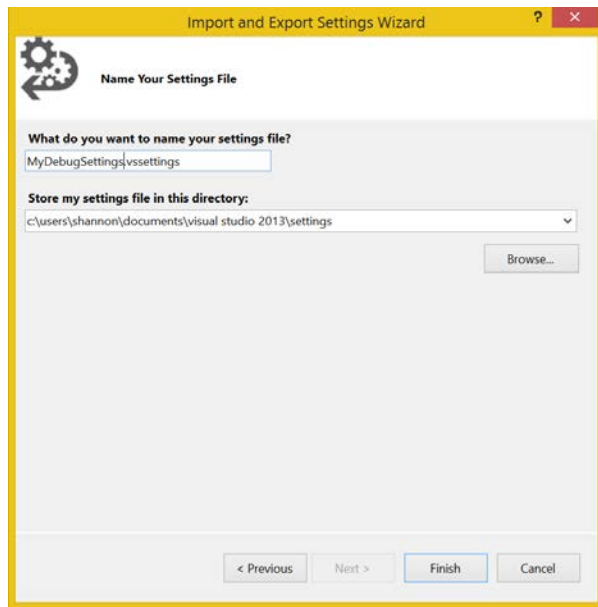 Import and Export Settings Wizard
?
Name Your Settings File
What do you want to name your settings file?
MyDebugSettings.vssettings
Store my settings file in this directory:
c:\users\shannon\documents\visual studio 2013\settings
Browse...
< Previous
Next >
Finish
Cancel